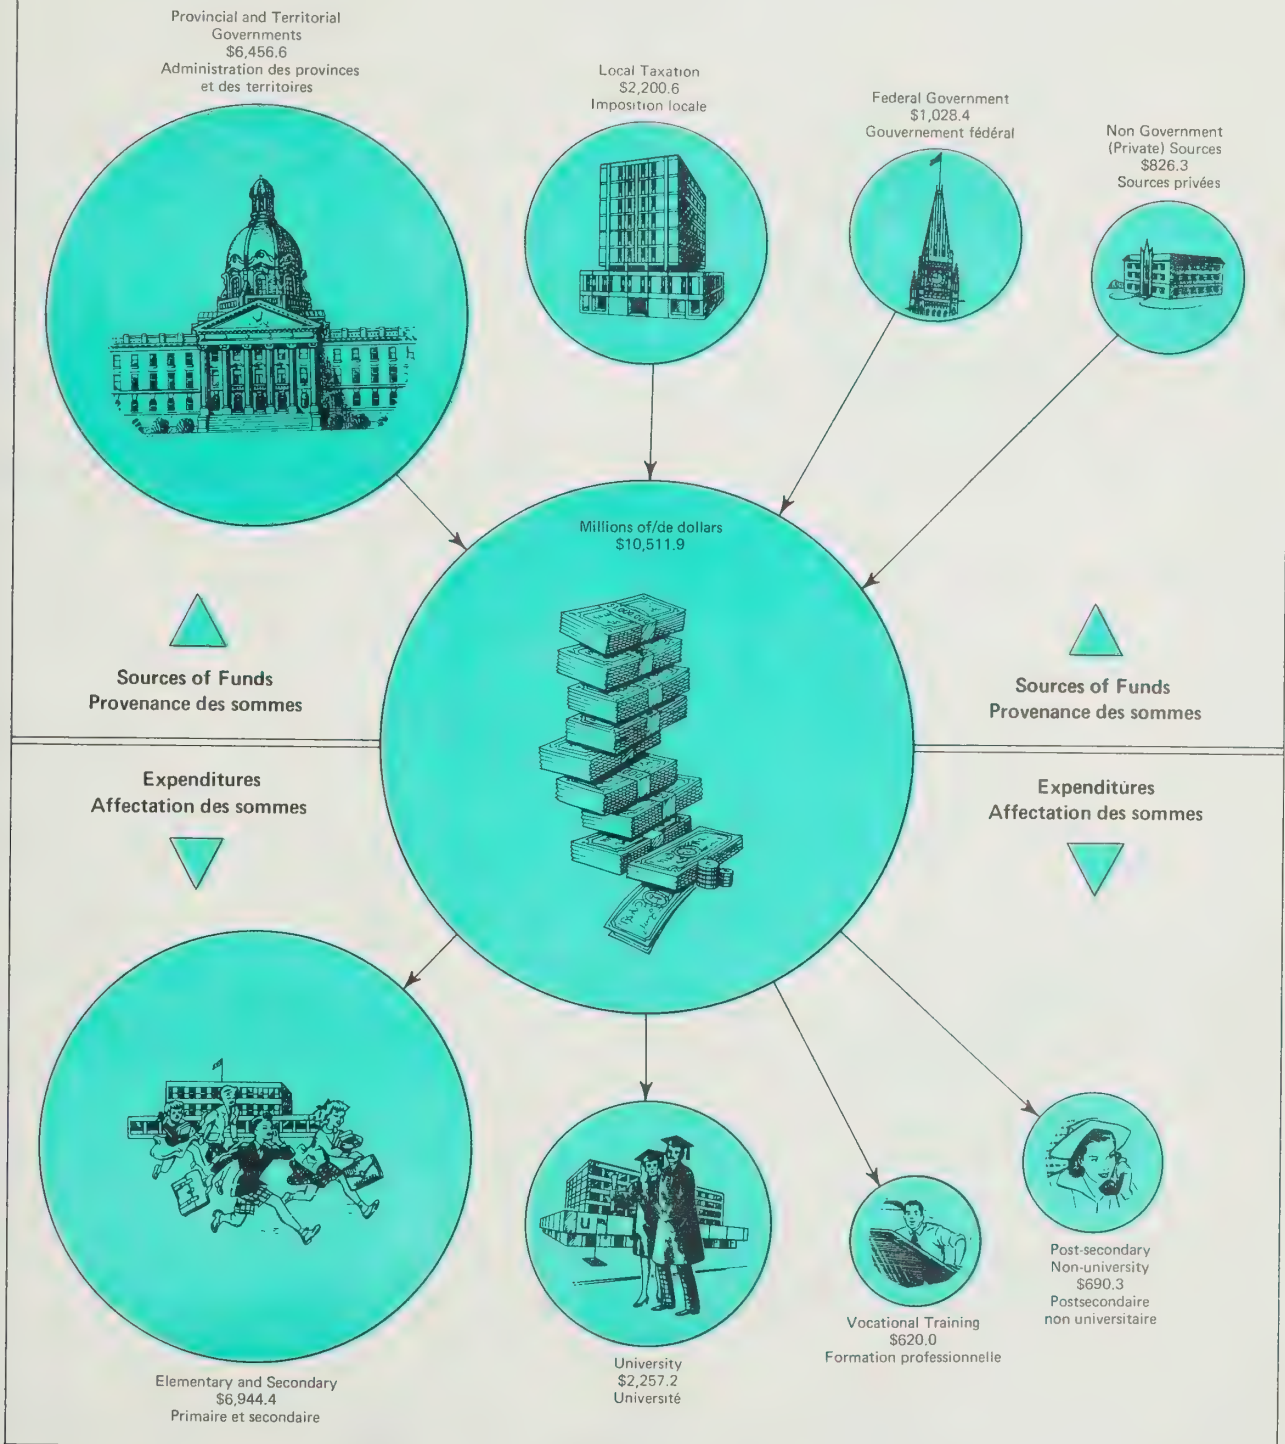 Provincial and Territorial
Governments
$6,456.6
Administration des provinces
et des territoires
Local Taxation
$2,200.6
Imposition locale
Federal Government
$1,028.4
Gouvernement fédéral
Non Government
(Private) Sources
$826.3
Sources privées
Millions of/de dollars
$10,511.9
Sources of Funds
Provenance des sommes
Sources of Funds
Provenance des sommes
Expenditures
Affectation des sommes
Expenditures
Affectation des sommes
Elementary and Secondary
$6,944.4
Primaire et secondaire
University
$2,257.2
Université
Vocational Training
$620.0
Formation professionnelle
Post-secondary
Non-university
$690.3
Postsecondaire
non universitaire